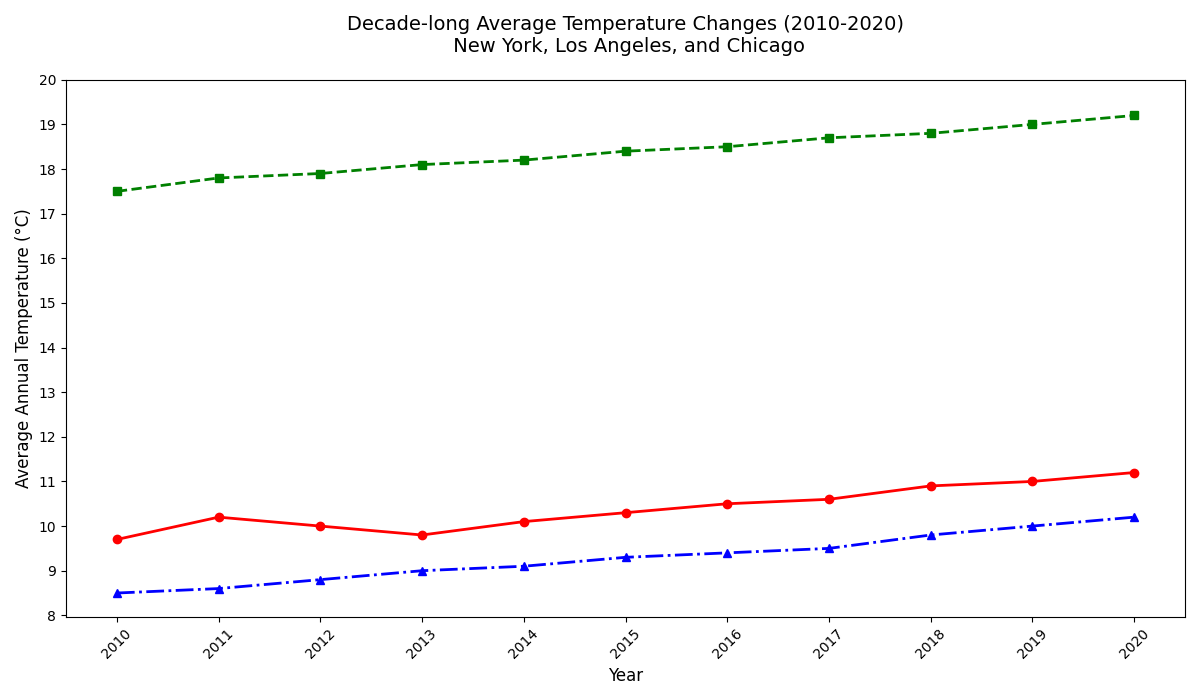 Decade-long Average Temperature Changes (2010-2020)
New York, Los Angeles, and Chicago
Average Annual Temperature (°C)
20
19
18
17
16
15
14
13
12
11
10
9
8
2010 2011 2012 2013 2014 2015 2016 2017 2018 2019 2020
Year